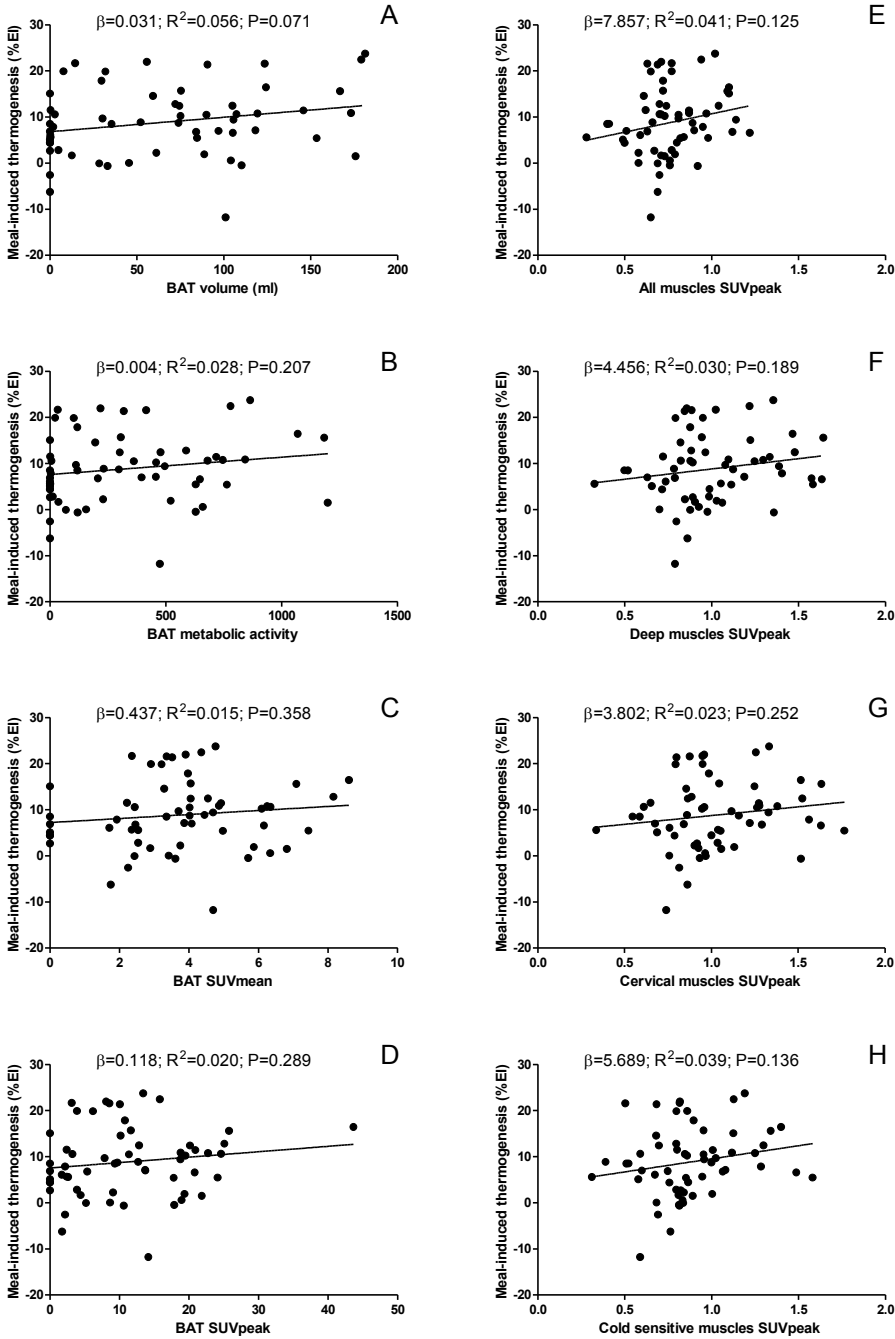 A
β=0.031; R²=0.056; P=0.071
Meal-induced thermogenesis (%EI)
30
20
10
0
-10
-20
0 50 100 150 200
BAT volume (ml)
E
β=7.857; R²=0.041; P=0.125
Meal-induced thermogenesis (%EI)
30
20
10
0
-10
-20
0.0 0.5 1.0 1.5 2.0
All muscles SUVpeak
B
β=0.004; R²=0.028; P=0.207
Meal-induced thermogenesis (%EI)
30
20
10
0
-10
-20
0 500 1000 1500
BAT metabolic activity
F
β=4.456; R²=0.030; P=0.189
Meal-induced thermogenesis (%EI)
30
20
10
0
-10
-20
0.0 0.5 1.0 1.5 2.0
Deep muscles SUVpeak
C
β=0.437; R²=0.015; P=0.358
Meal-induced thermogenesis (%EI)
30
20
10
0
-10
-20
0 2 4 6 8 10
BAT SUVmean
G
β=3.802; R²=0.023; P=0.252
Meal-induced thermogenesis (%EI)
30
20
10
0
-10
-20
0.0 0.5 1.0 1.5 2.0
Cervical muscles SUVpeak
D
β=0.118; R²=0.020; P=0.289
Meal-induced thermogenesis (%EI)
30
20
10
0
-10
-20
0 10 20 30 40 50
BAT SUVpeak
H
β=5.689; R²=0.039; P=0.136
Meal-induced thermogenesis (%EI)
30
20
10
0
-10
-20
0.0 0.5 1.0 1.5 2.0
Cold sensitive muscles SUVpeak